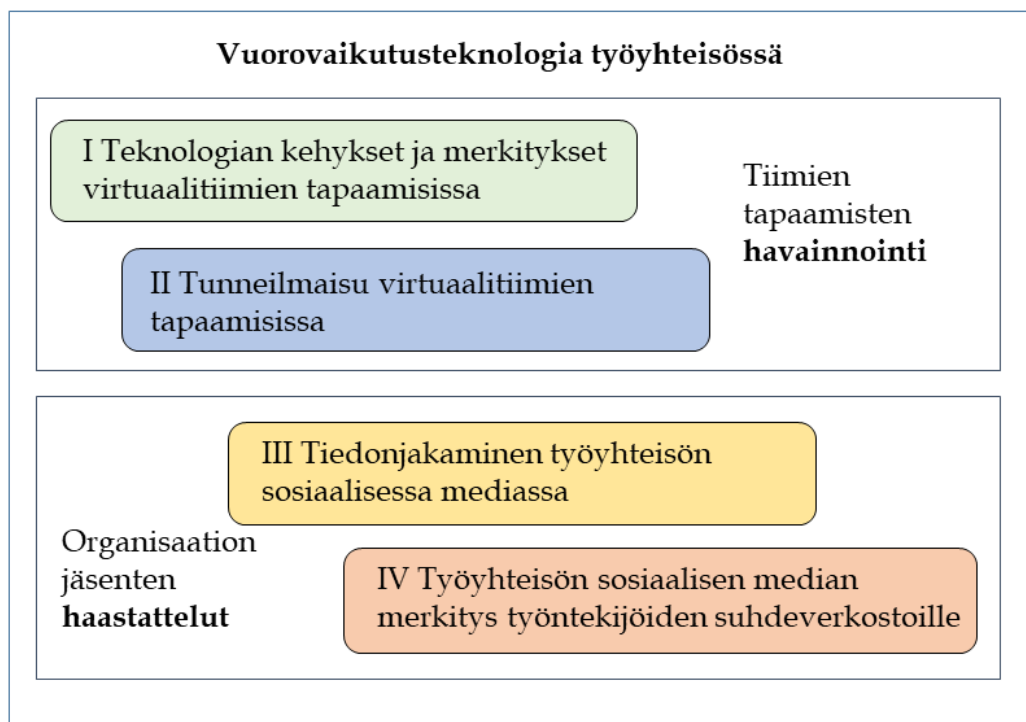 Vuorovaikutusteknologia työyhteisössä
I Teknologian kehykset ja merkitykset
virtuaalitiimien tapaamisissa
Tiimien
tapaamisten
havainnointi
II Tunneilmaisu virtuaalitiimien
tapaamisissa
III Tiedonjakaminen työyhteisön
sosiaalisessa mediassa
Organisaation
jäsenten
haastattelut
IV Työyhteisön sosiaalisen median
merkitys työntekijöiden suhdeverkostoille